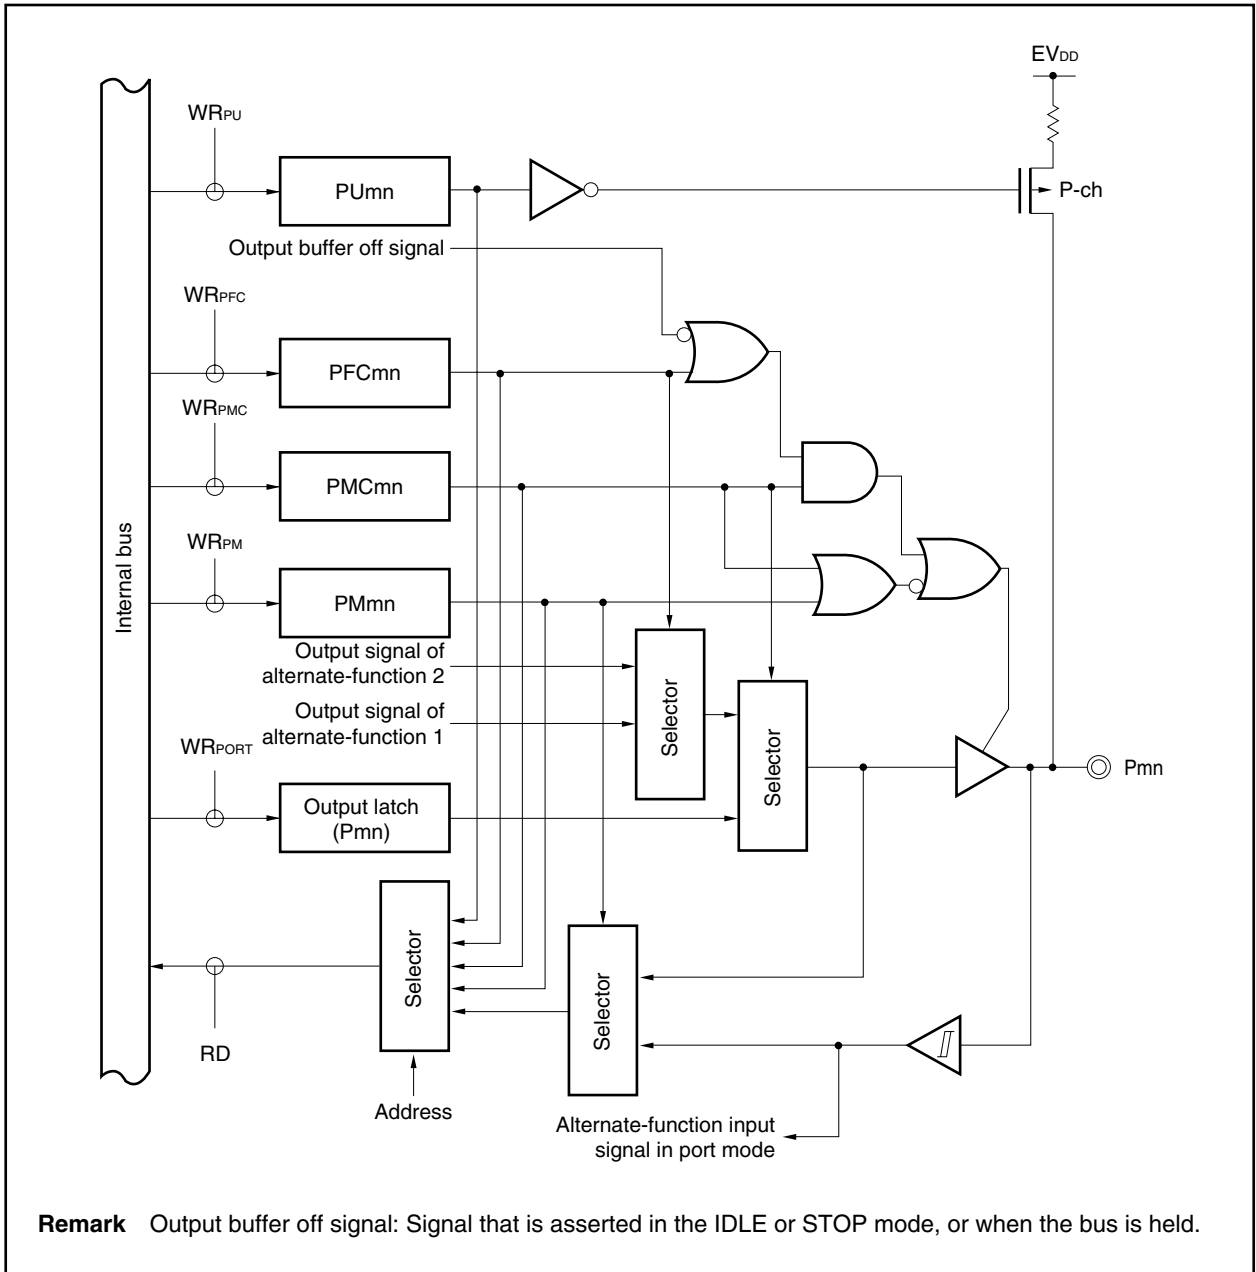 EVDD
WRPU
PUmn
P-ch
Output buffer off signal
WRPFC
PFCmn
WRPMC
PMCmn
Internal bus
WRPM
PMmn
Output signal of
alternate-function 2
Output signal of
alternate-function 1
Selector
Selector
WRPORT
Output latch
(Pmn)
Pmn
Selector
Selector
RD
Address
Alternate-function input
signal in port mode
Remark Output buffer off signal: Signal that is asserted in the IDLE or STOP mode, or when the bus is held.